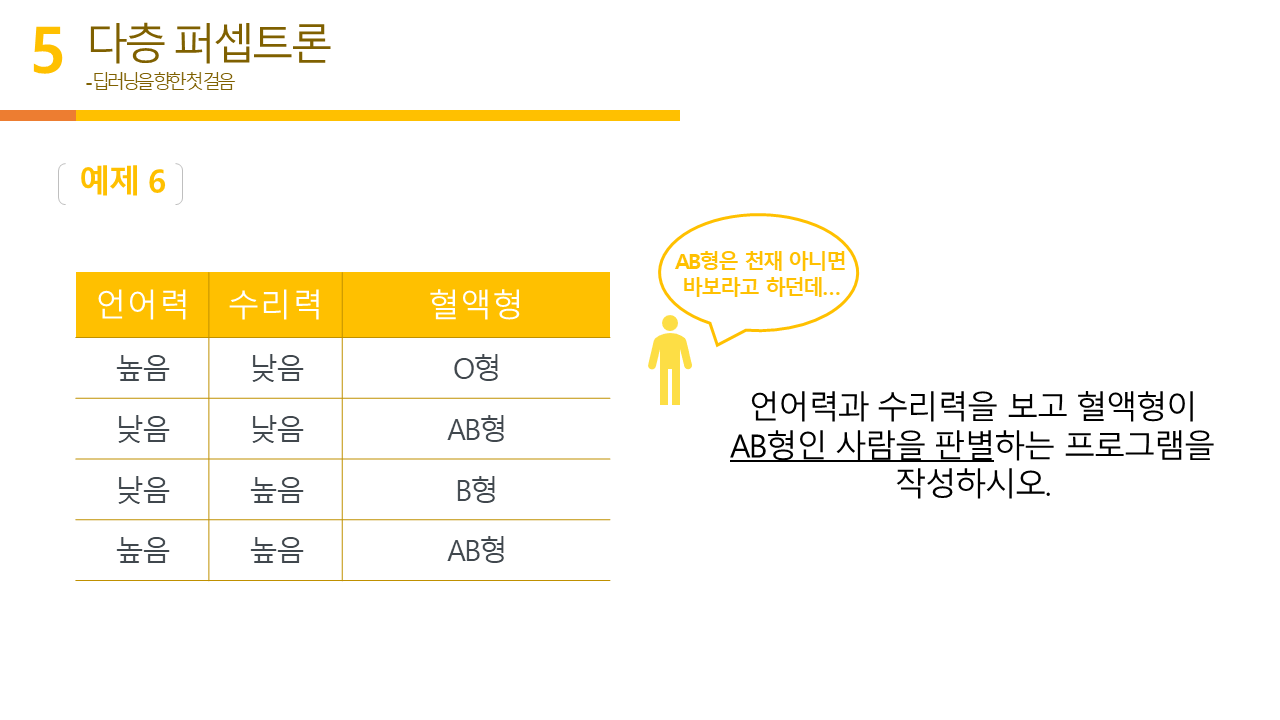 5 다층 퍼셉트론
- 딥러닝을 향한 첫 걸음
예제 6
언어력 수리력 혈액형
높음 낮음 O형
낮음 낮음 AB형
낮음 높음 B형
높음 높음 AB형
AB형은 천재 아니면
바보라고 하던데...
언어력과 수리력을 보고 혈액형이
AB형인 사람을 판별하는 프로그램을
작성하시오.